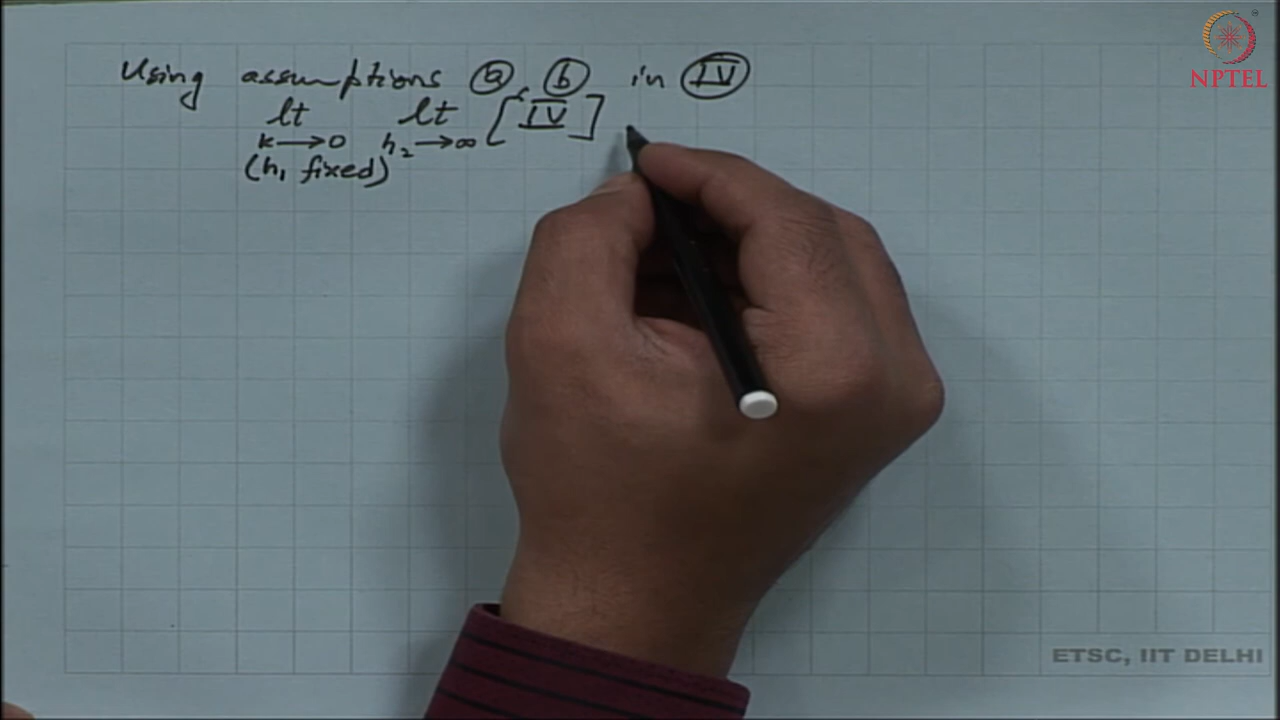 Using assumptions (a), (b) in (IV)
lt lt [IV]
k→0 h₂→∞
(h₁ fixed)
NPTEL
ETSC, IIT DELHI